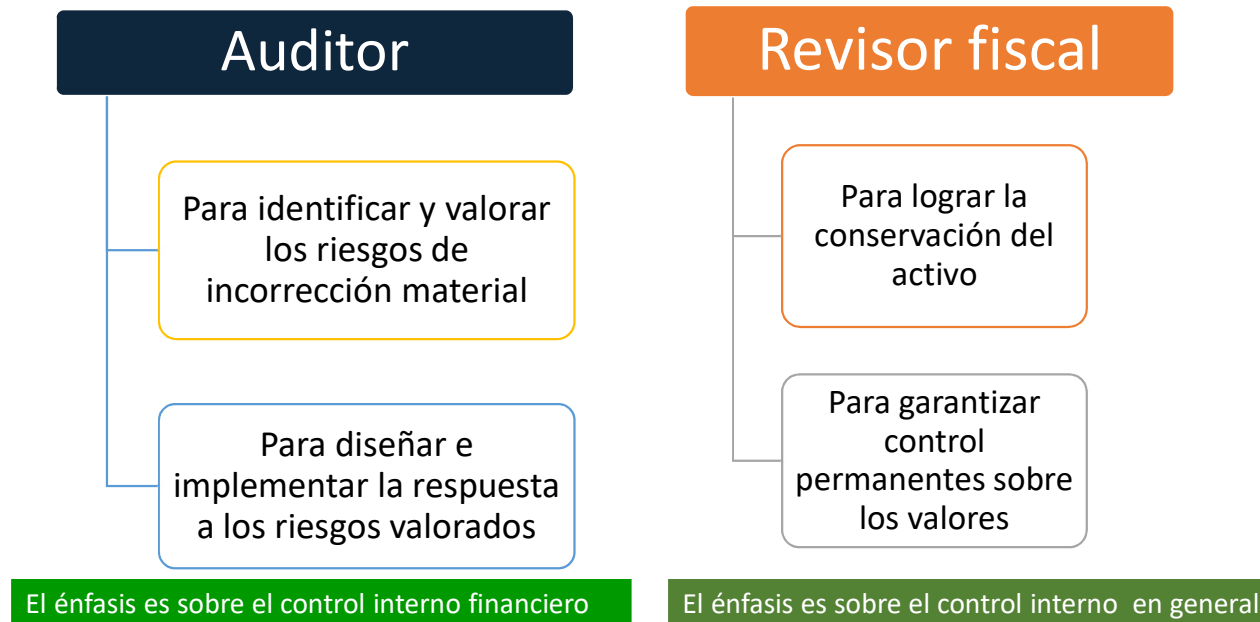 Auditor
Para identificar y valorar
los riesgos de
incorrección material
Para diseñar e
implementar la respuesta
a los riesgos valorados
El énfasis es sobre el control interno financiero
Revisor fiscal
Para lograr la
conservación del
activo
Para garantizar
control
permanentes sobre
los valores
El énfasis es sobre el control interno en general